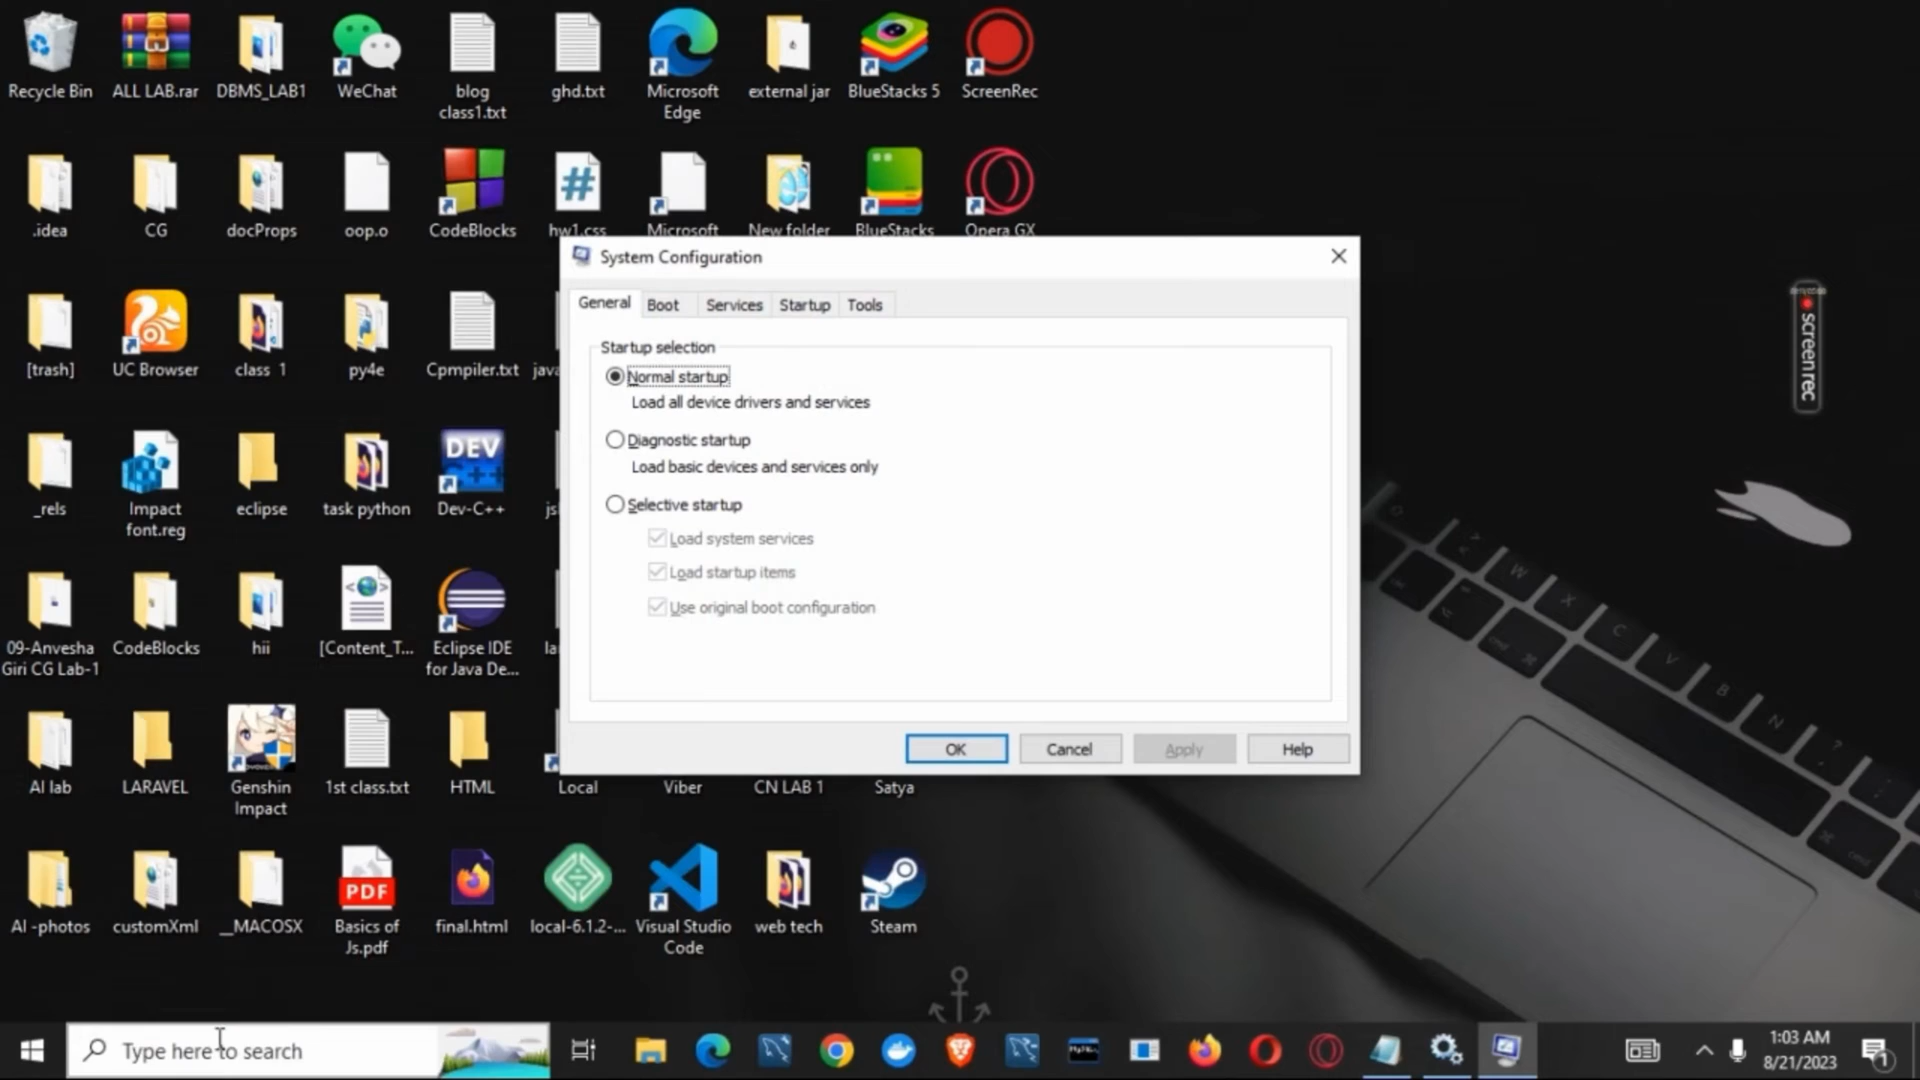 Recycle Bin
ALL LAB.rar
DBMS_LAB1
WeChat
blog
class1.txt
ghd.txt
Microsoft
Edge
external jar
BlueStacks 5
ScreenRec
.idea
CG
docProps
oop.o
CodeBlocks
hw1.css
Microsoft
New folder
BlueStacks
Opera GX
System Configuration
General
Boot
Services
Startup
Tools
Startup selection
Normal startup
Load all device drivers and services
Diagnostic startup
Load basic devices and services only
Selective startup
Load system services
Load startup items
Use original boot configuration
OK
Cancel
Apply
Help
screen rec
[trash]
UC Browser
class 1
py4e
Cpmpiler.txt
java
_rels
Impact
font.reg
eclipse
task python
DEV
C++
Dev-C++
09-Anvesha
Giri CG Lab-1
CodeBlocks
hii
[Content_T...
Eclipse IDE
for Java De...
AI lab
LARAVEL
Genshin
Impact
1st class.txt
HTML
Local
Viber
CN LAB 1
Satya
AI -photos
customXml
__MACOSX
PDF
Basics of
Js.pdf
final.html
local-6.1.2-...
Visual Studio
Code
web tech
Steam
Type here to search
1:03 AM
8/21/2023
1